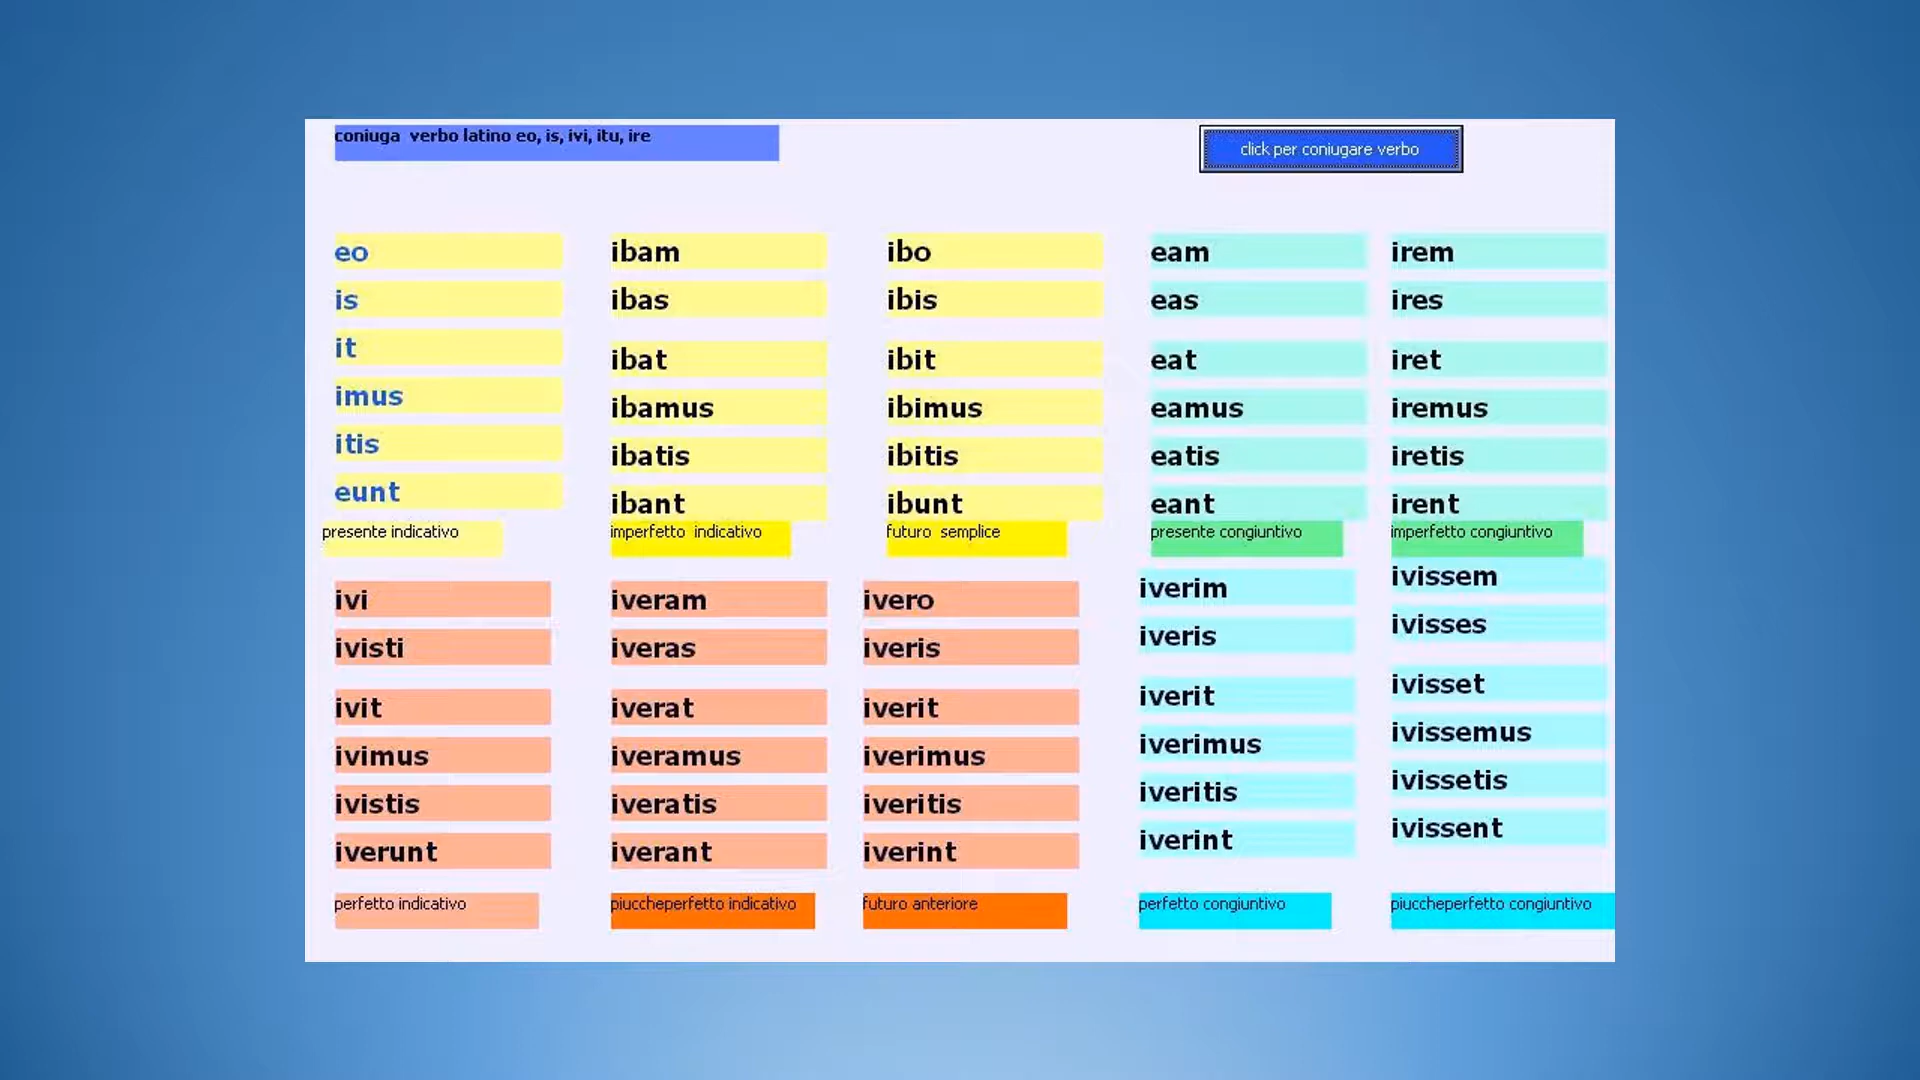 coniuga verbo latino eo, is, ivi, itu, ire
click per coniugare verbo
eo
is
it
imus
itis
eunt
presente indicativo
ibam
ibas
ibat
ibamus
ibatis
ibant
imperfetto indicativo
ibo
ibis
ibit
ibimus
ibitis
ibunt
futuro semplice
eam
eas
eat
eamus
eatis
eant
presente congiuntivo
irem
ires
iret
iremus
iretis
irent
imperfetto congiuntivo
ivi
ivisti
ivit
ivimus
ivistis
iverunt
perfetto indicativo
iveram
iveras
iverat
iveramus
iveratis
iverant
piuccheperfetto indicativo
ivero
iveris
iverit
iverimus
iveritis
iverint
futuro anteriore
iverim
iveris
iverit
iverimus
iveritis
iverint
perfetto congiuntivo
ivissem
ivisses
ivisset
ivissemus
ivissetis
ivissent
piuccheperfetto congiuntivo